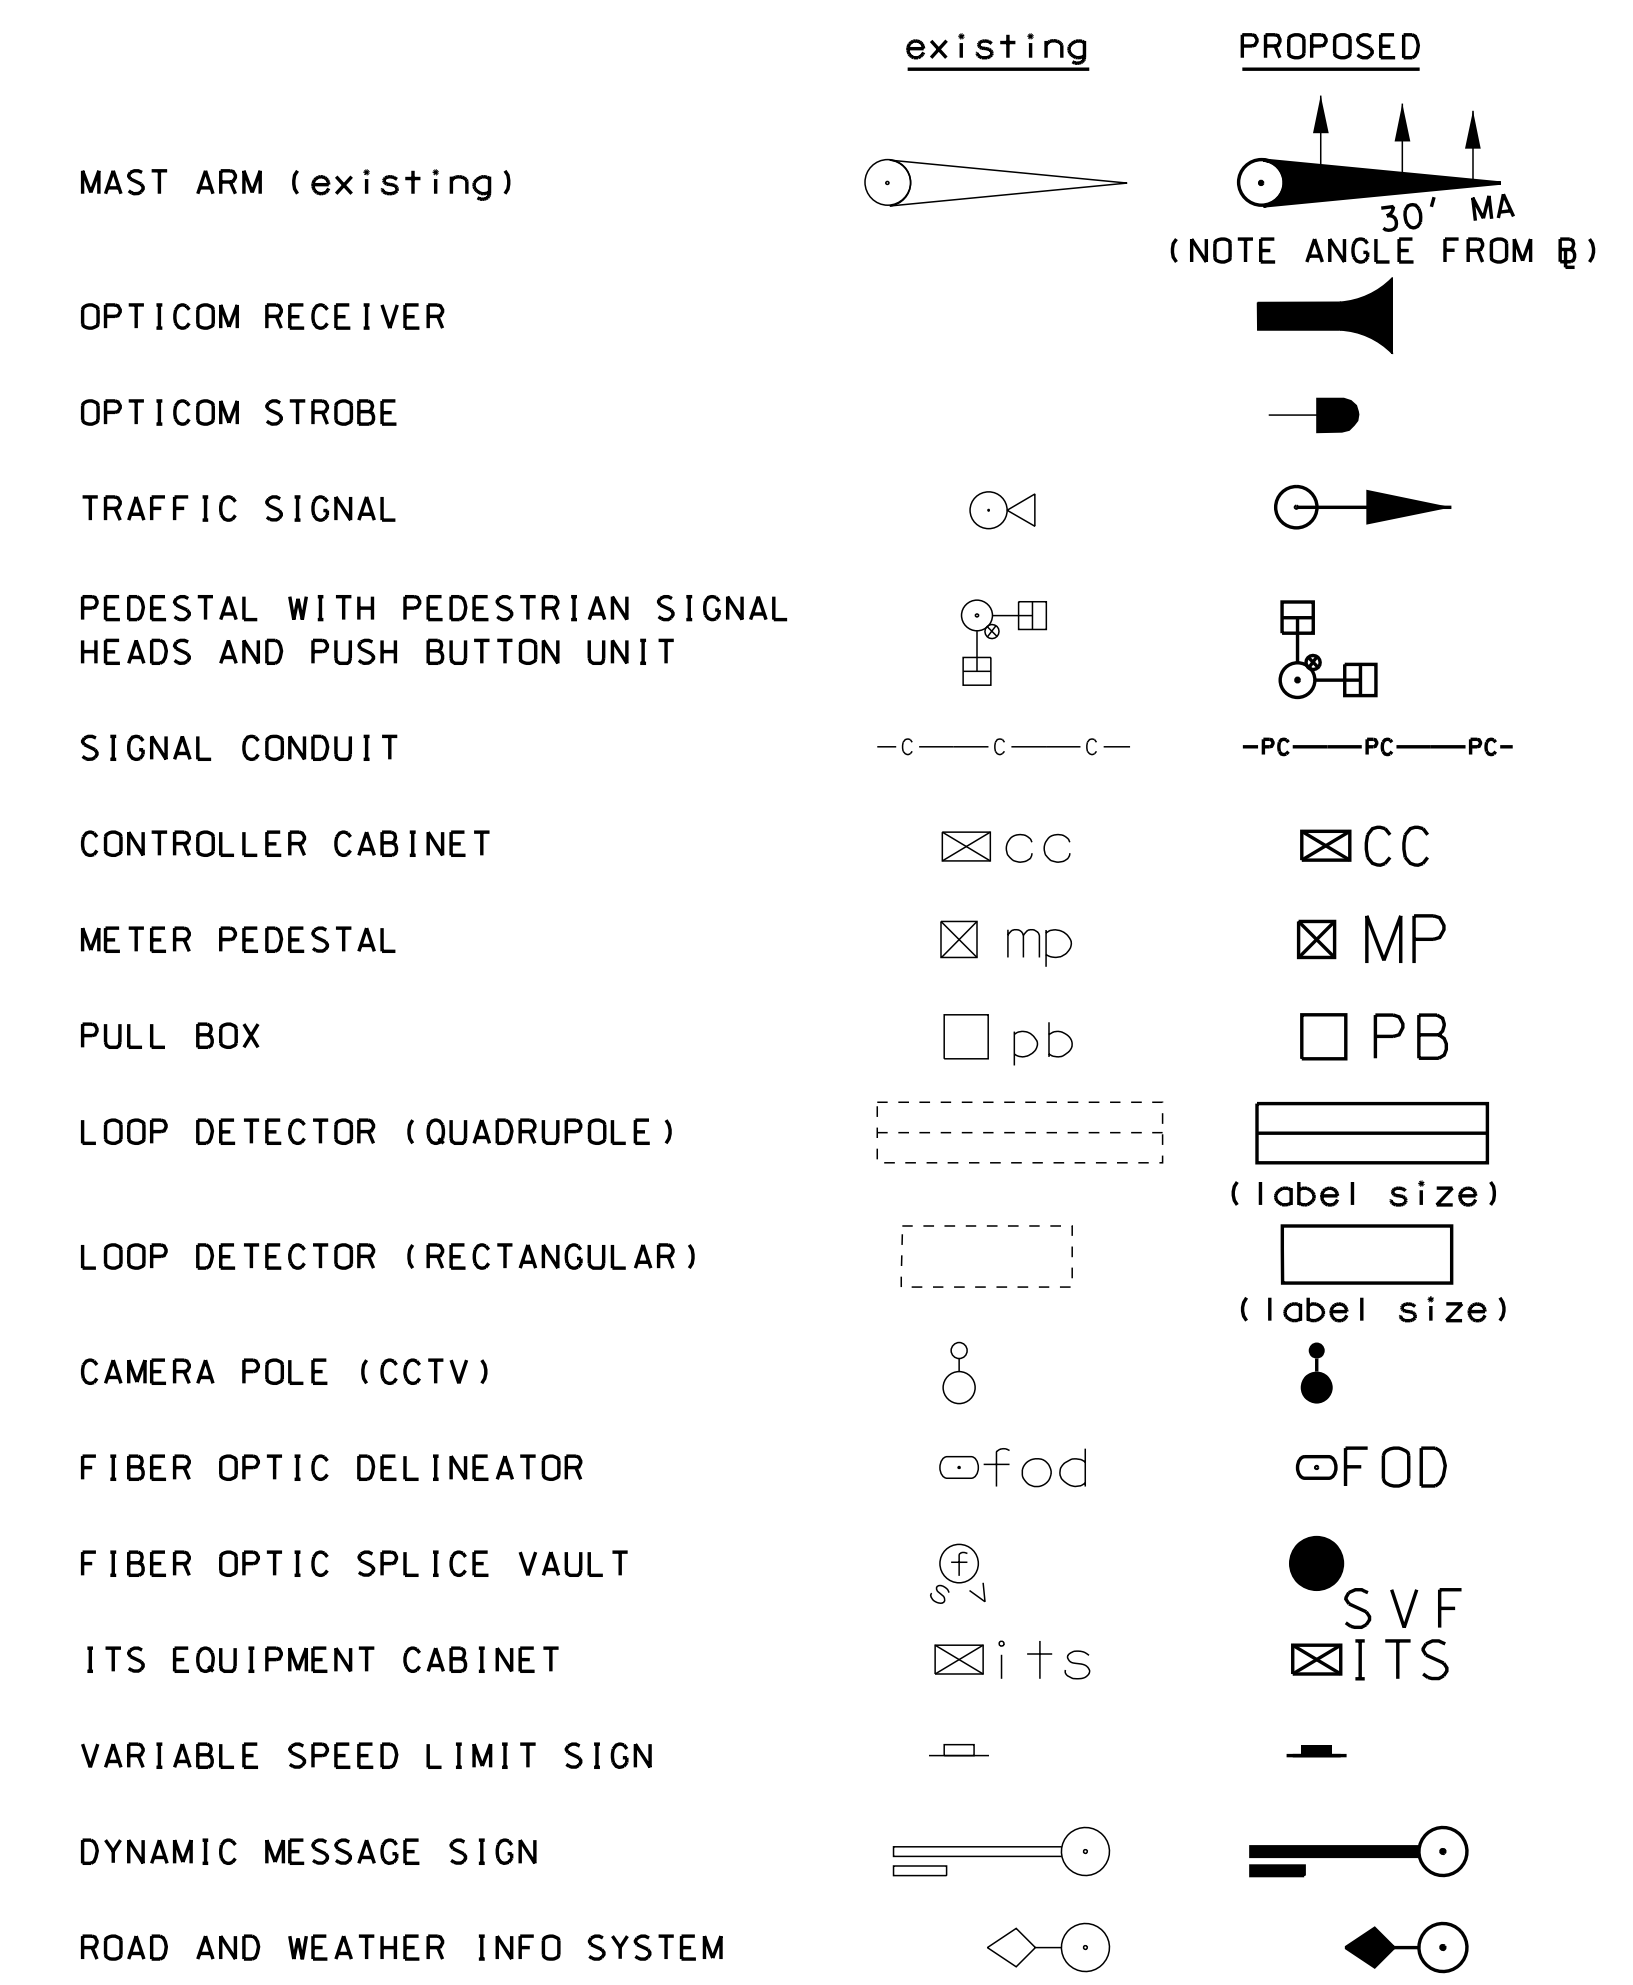 existing PROPOSED
MAST ARM (existing)
30' MA
(NOTE ANGLE FROM ℄)
OPTICOM RECEIVER
OPTICOM STROBE
TRAFFIC SIGNAL
PEDESTAL WITH PEDESTRIAN SIGNAL
HEADS AND PUSH BUTTON UNIT
SIGNAL CONDUIT C C C PC PC PC
CONTROLLER CABINET cc CC
METER PEDESTAL mp MP
PULL BOX pb PB
LOOP DETECTOR (QUADRUPOLE)
(label size)
LOOP DETECTOR (RECTANGULAR)
(label size)
CAMERA POLE (CCTV)
FIBER OPTIC DELINEATOR fod FOD
FIBER OPTIC SPLICE VAULT f
s v SVF
ITS EQUIPMENT CABINET its ITS
VARIABLE SPEED LIMIT SIGN
DYNAMIC MESSAGE SIGN
ROAD AND WEATHER INFO SYSTEM